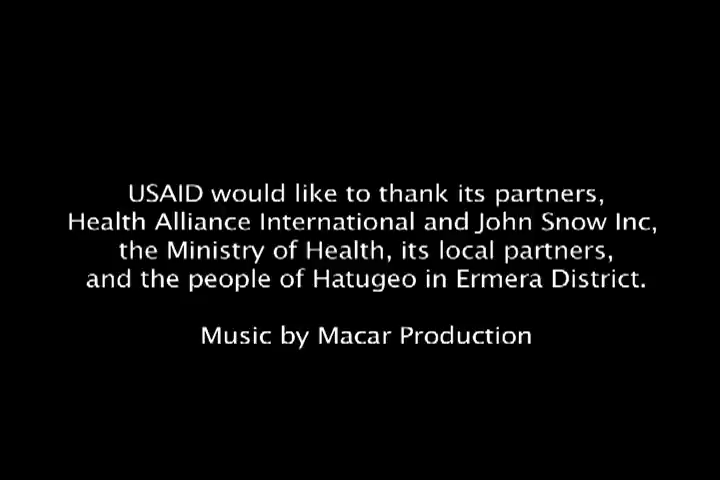 USAID would like to thank its partners,
Health Alliance International and John Snow Inc,
the Ministry of Health, its local partners,
and the people of Hatugeo in Ermera District.
Music by Macar Production